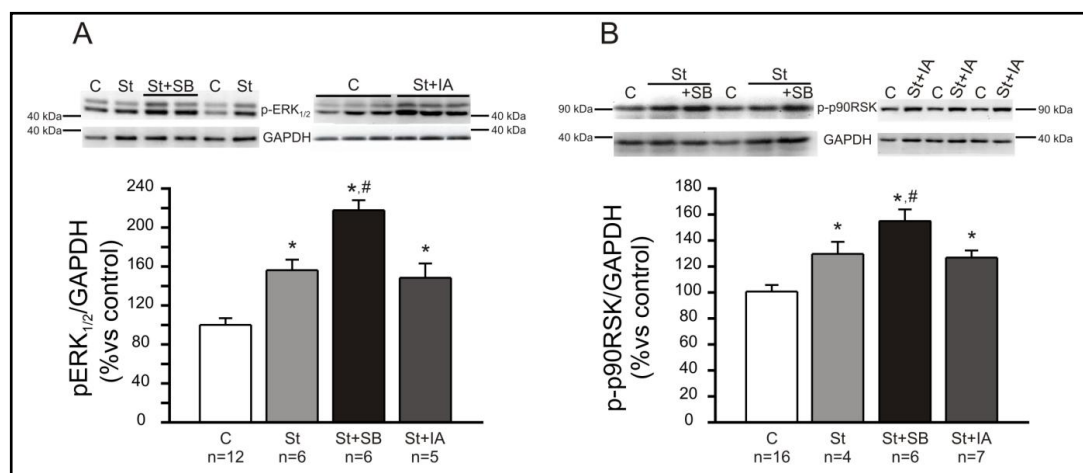 A
C St St+SB C St
C St+IA
p-ERK1/2
40 kDa
40 kDa
40 kDa
GAPDH
40 kDa
pERK1/2/GAPDH
(%vs control)
240
200
160
120
80
40
0
*
*,#
*
C St St+SB St+IA
n=12 n=6 n=6 n=5
B
St St
C +SB C +SB
C St+IA C St+IA C St+IA
90 kDa
p-p90RSK
90 kDa
40 kDa
GAPDH
40 kDa
p-p90RSK/GAPDH
(%vs control)
180
160
140
120
100
80
60
40
20
0
*
*,#
*
C St St+SB St+IA
n=16 n=4 n=6 n=7